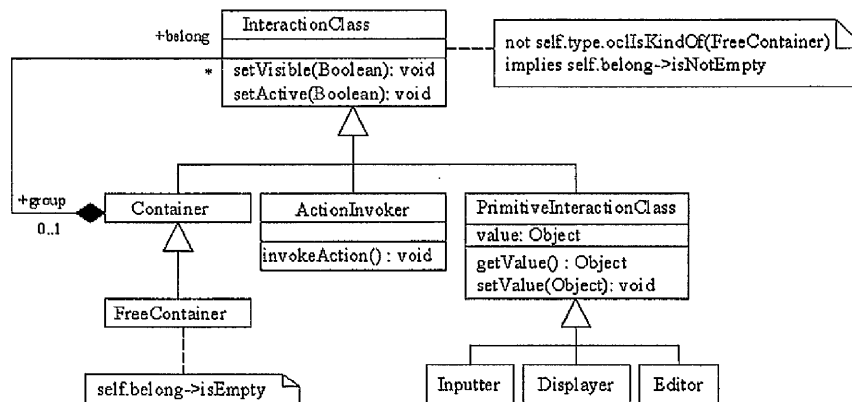 InteractionClass
+belong
setVisible(Boolean): void
*
setActive(Boolean): void
not self.type.oclIsKindOf(FreeContainer)
implies self.belong->isNotEmpty
+group
0..1
Container
ActionInvoker
invokeAction() : void
PrimitiveInteractionClass
value: Object
getValue() : Object
setValue(Object): void
FreeContainer
self.belong->isEmpty
Inputter
Displayer
Editor